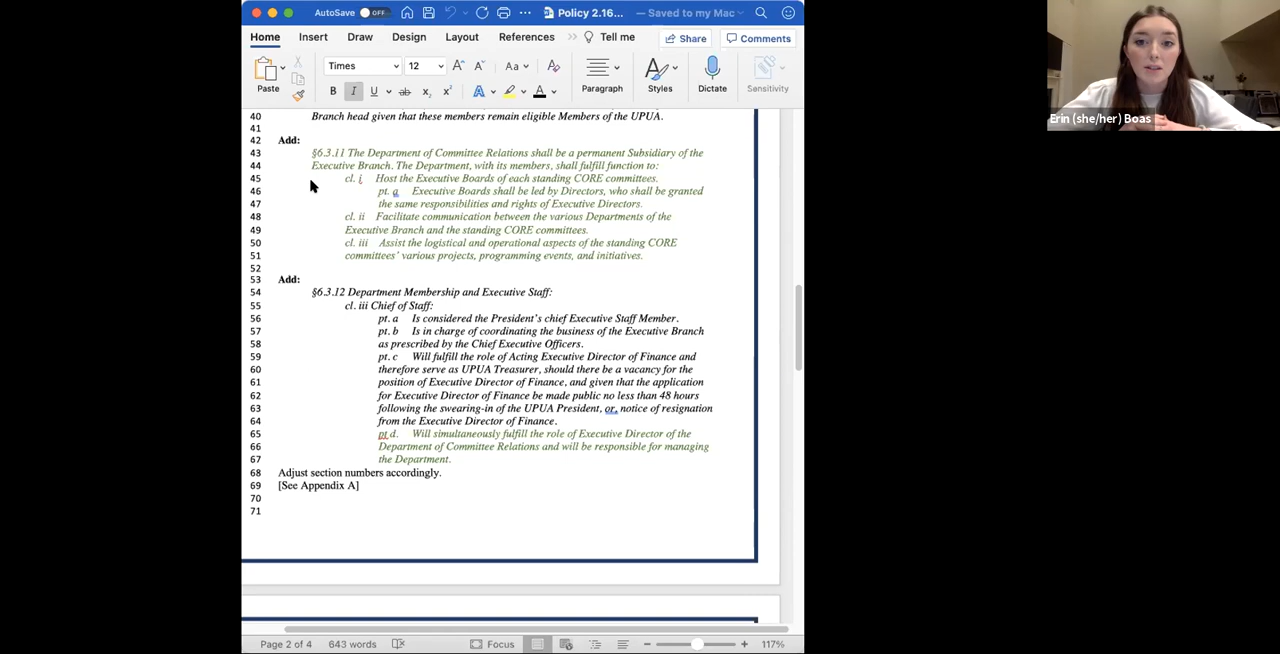 AutoSave OFF Policy 2.16... — Saved to my Mac
Home Insert Draw Design Layout References Tell me Share Comments
Times 12 Aa
Paste B I U ab x₂ x² A A Paragraph Styles Dictate Sensitivity
40 Branch head given that these members remain eligible Members of the UPUA.
41
42 Add:
43 §6.3.11 The Department of Committee Relations shall be a permanent Subsidiary of the
44 Executive Branch. The Department, with its members, shall fulfill function to:
45 cl. i Host the Executive Boards of each standing CORE committees.
46 pt. a Executive Boards shall be led by Directors, who shall be granted
47 the same responsibilities and rights of Executive Directors.
48 cl. ii Facilitate communication between the various Departments of the
49 Executive Branch and the standing CORE committees.
50 cl. iii Assist the logistical and operational aspects of the standing CORE
51 committees' various projects, programming events, and initiatives.
52
53 Add:
54 §6.3.12 Department Membership and Executive Staff:
55 cl. iii Chief of Staff:
56 pt. a Is considered the President's chief Executive Staff Member.
57 pt. b Is in charge of coordinating the business of the Executive Branch
58 as prescribed by the Chief Executive Officers.
59 pt. c Will fulfill the role of Acting Executive Director of Finance and
60 therefore serve as UPUA Treasurer, should there be a vacancy for the
61 position of Executive Director of Finance, and given that the application
62 for Executive Director of Finance be made public no less than 48 hours
63 following the swearing-in of the UPUA President, or, notice of resignation
64 from the Executive Director of Finance.
65 pt d. Will simultaneously fulfill the role of Executive Director of the
66 Department of Committee Relations and will be responsible for managing
67 the Department.
68 Adjust section numbers accordingly.
69 [See Appendix A]
70
71
Page 2 of 4 643 words Focus 117%
Erin (she/her) Boas